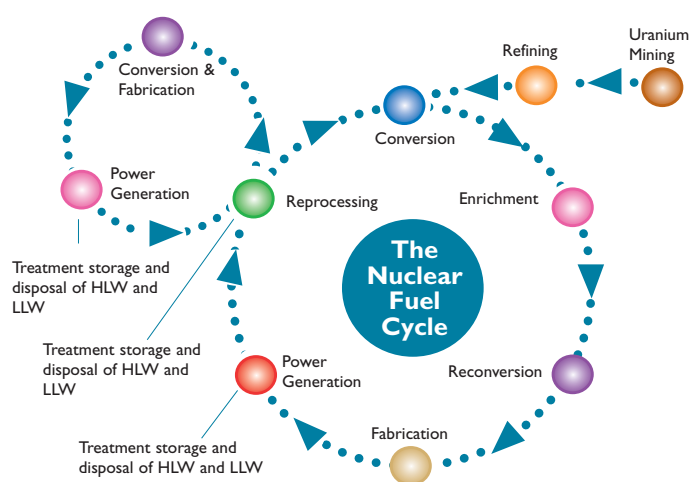 Uranium
Mining
Refining
Conversion &
Fabrication
Conversion
Power
Generation
Reprocessing
Enrichment
The
Nuclear
Fuel
Cycle
Treatment storage and
disposal of HLW and
LLW
Treatment storage and
disposal of HLW and
LLW
Power
Generation
Reconversion
Fabrication
Treatment storage and
disposal of HLW and LLW